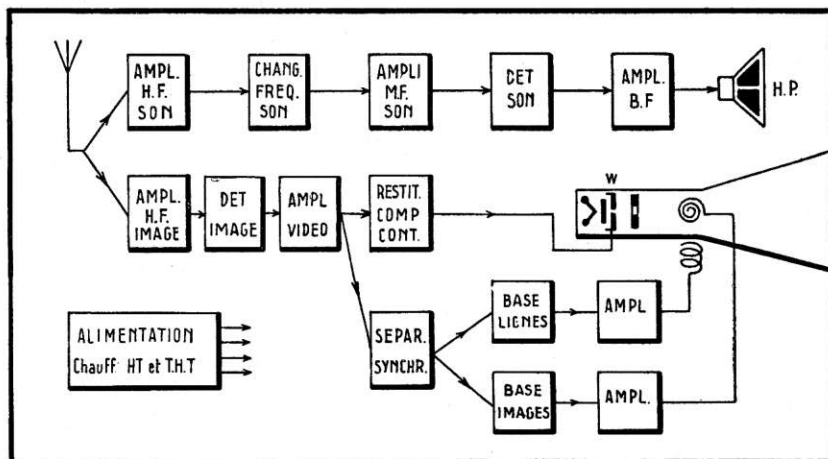 AMPL.
H.F.
SON
CHANG.
FREQ.
SON
AMPLI
M.F.
SON
DET
SON
AMPL.
B.F
H.P.
AMPL.
H.F.
IMAGE
DET
IMAGE
AMPL
VIDEO
RESTIT.
COMP
CONT.
W
ALIMENTATION
Chauff. HT et T.H.T
SEPAR.
SYNCHR.
BASE
LIGNES
AMPL
BASE
IMAGES
AMPL.